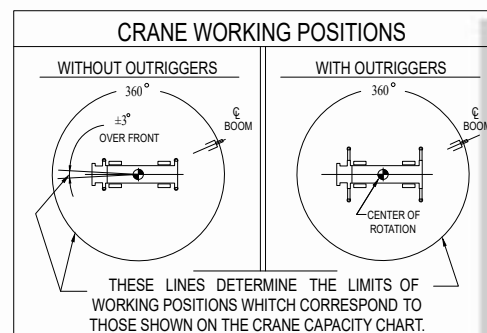 CRANE WORKING POSITIONS
WITHOUT OUTRIGGERS
360°
±3°
OVER FRONT
℄
BOOM
WITH OUTRIGGERS
360°
℄
BOOM
CENTER OF
ROTATION
THESE LINES DETERMINE THE LIMITS OF
WORKING POSITIONS WHITCH CORRESPOND TO
THOSE SHOWN ON THE CRANE CAPACITY CHART.